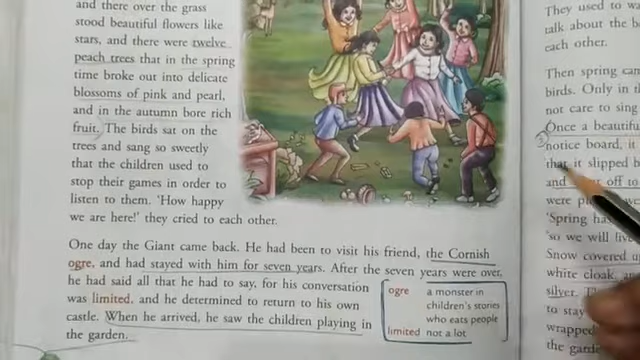 and there over the grass
stood beautiful flowers like
stars, and there were twelve
peach trees that in the spring
time broke out into delicate
blossoms of pink and pearl,
and in the autumn bore rich
fruit. The birds sat on the
trees and sang so sweetly
that the children used to
stop their games in order to
listen to them. 'How happy
we are here!' they cried to each other.
One day the Giant came back. He had been to visit his friend, the Cornish
ogre, and had stayed with him for seven years. After the seven years were over,
he had said all that he had to say, for his conversation
was limited, and he determined to return to his own
castle. When he arrived, he saw the children playing in
the garden.
ogre a monster in
children's stories
who eats people
limited not a lot
They used to
talk about the
each other.
Then spring
birds. Only in
not care to sing
Once a
notice board, it
that it slipped
and off to
were
'Spring
'so we will
Snow covered
white cloak,
silver.
to stay
wrapped
the